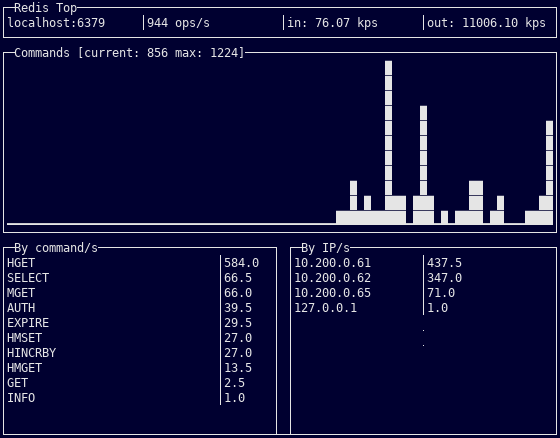 Redis Top
localhost:6379 944 ops/s in: 76.07 kps out: 11006.10 kps
Commands [current: 856 max: 1224]
By command/s
HGET 584.0
SELECT 66.5
MGET 66.0
AUTH 39.5
EXPIRE 29.5
HMSET 27.0
HINCRBY 27.0
HMGET 13.5
GET 2.5
INFO 1.0
By IP/s
10.200.0.61 437.5
10.200.0.62 347.0
10.200.0.65 71.0
127.0.0.1 1.0